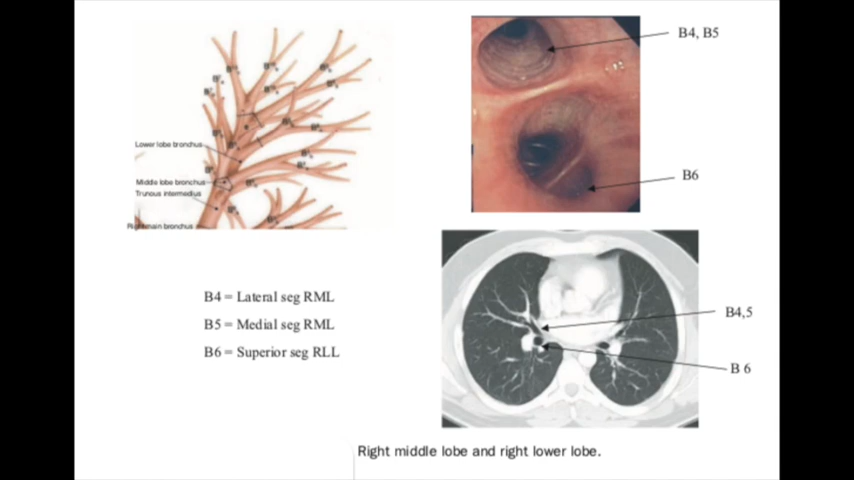 Lower lobe bronchus
Middle lobe bronchus
Trunous intermedius
Right main bronchus
B4, B5
B6
B4 = Lateral seg RML
B5 = Medial seg RML
B6 = Superior seg RLL
B4,5
B 6
Right middle lobe and right lower lobe.